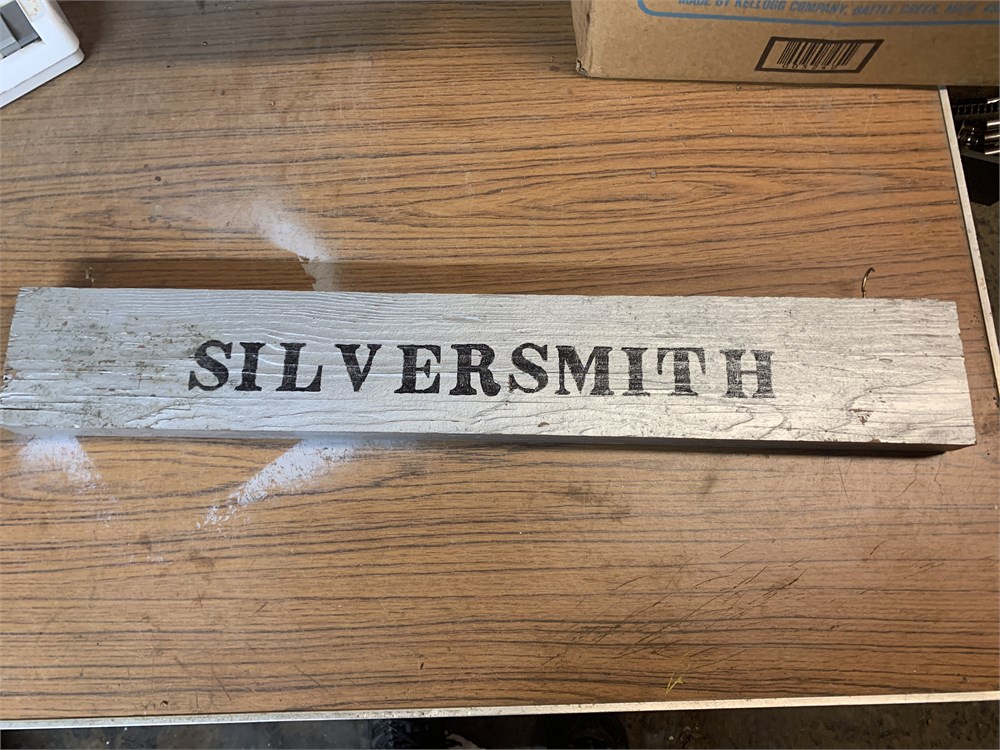 MADE BY KELLOGG COMPANY, BATTLE CREEK, MICH
SILVERSMITH